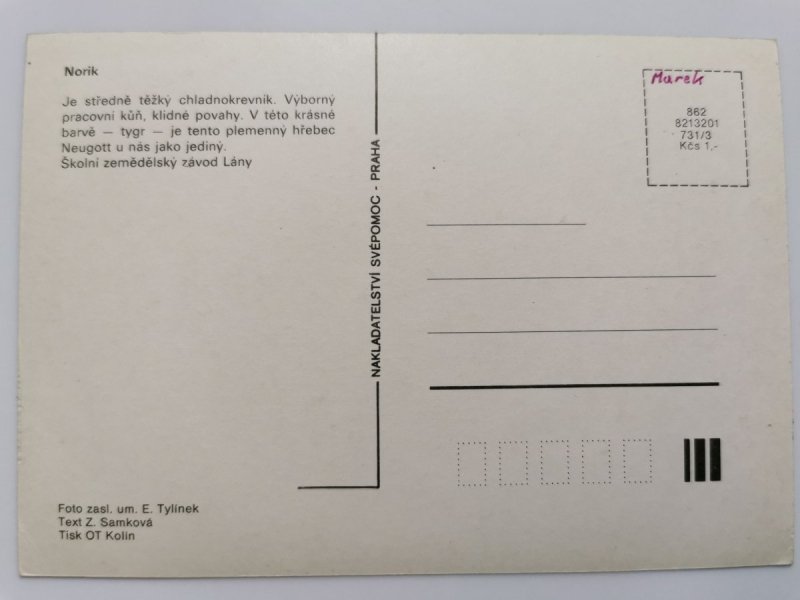 Norik
Je středně těžký chladnokrevník. Výborný
pracovní kůň, klidné povahy. V této krásné
barvě — tygr — je tento plemenný hřebec
Neugott u nás jako jediný.
Školní zemědělský závod Lány
Foto zasl. um. E. Tylínek
Text Z. Samková
Tisk OT Kolín
NAKLADATELSTVÍ SVÉPOMOC - PRAHA
Marek
862
8213201
731/3
Kčs 1,-